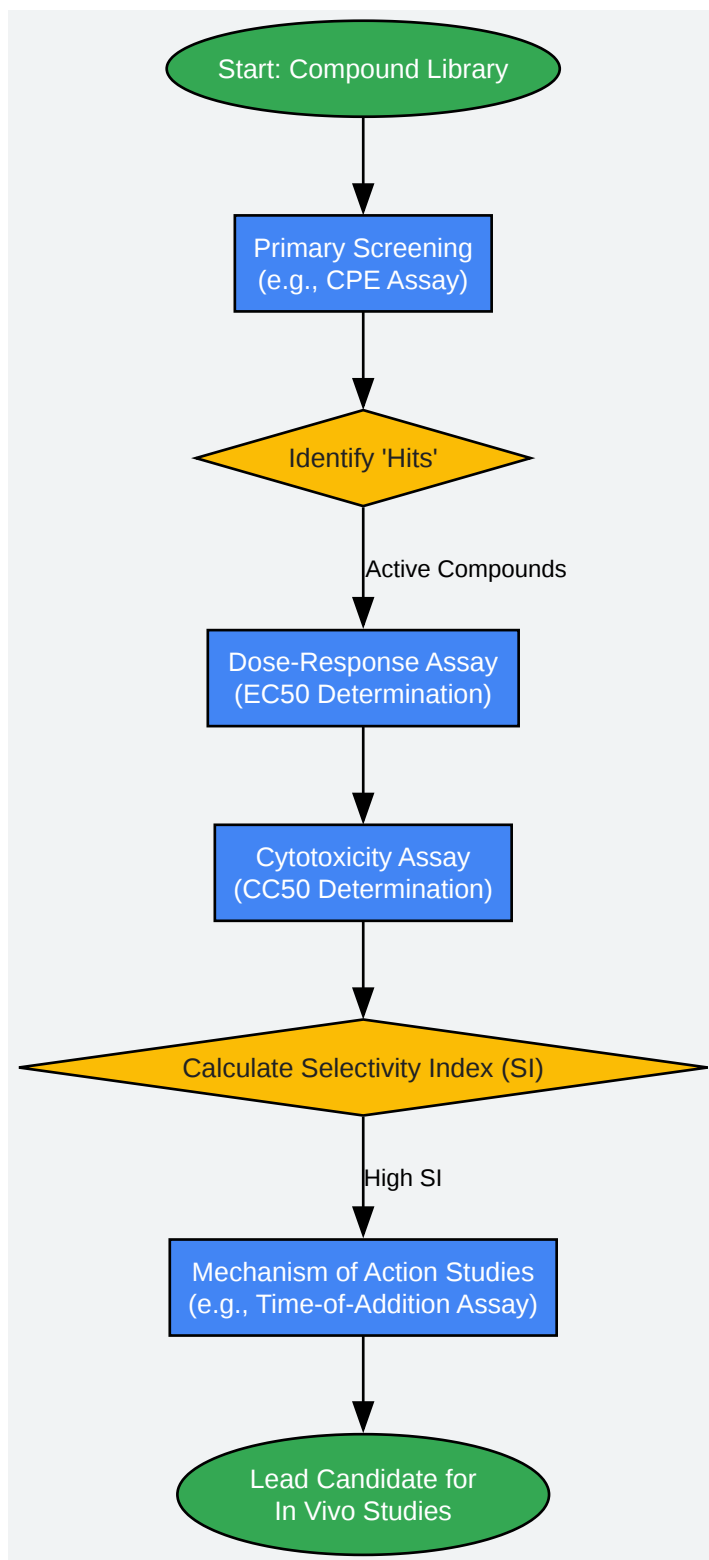 Start: Compound Library
Primary Screening
(e.g., CPE Assay)
Identify 'Hits'
Active Compounds
Dose-Response Assay
(EC50 Determination)
Cytotoxicity Assay
(CC50 Determination)
Calculate Selectivity Index (SI)
High SI
Mechanism of Action Studies
(e.g., Time-of-Addition Assay)
Lead Candidate for
In Vivo Studies